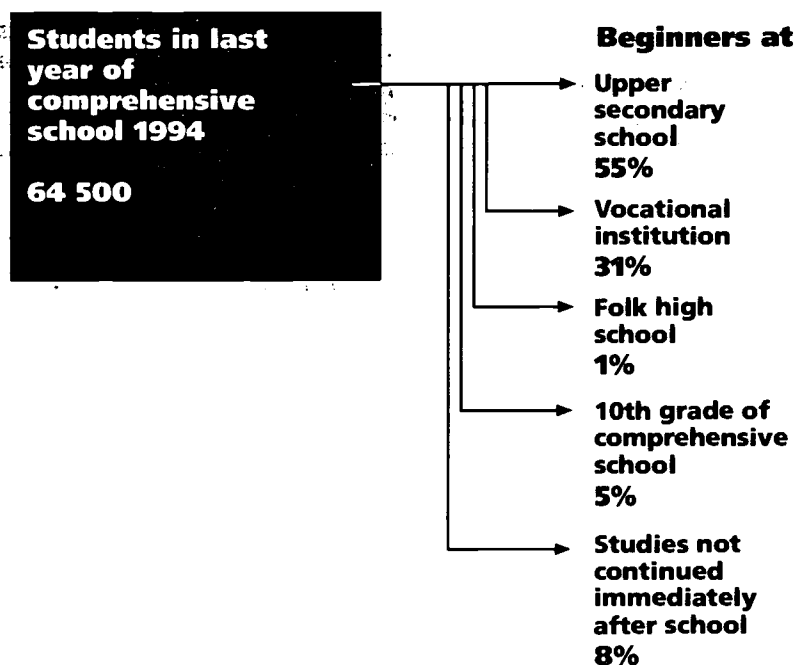 Students in last
year of
comprehensive
school 1994
64 500
Beginners at
Upper
secondary
school
55%
Vocational
institution
31%
Folk high
school
1%
10th grade of
comprehensive
school
5%
Studies not
continued
immediately
after school
8%